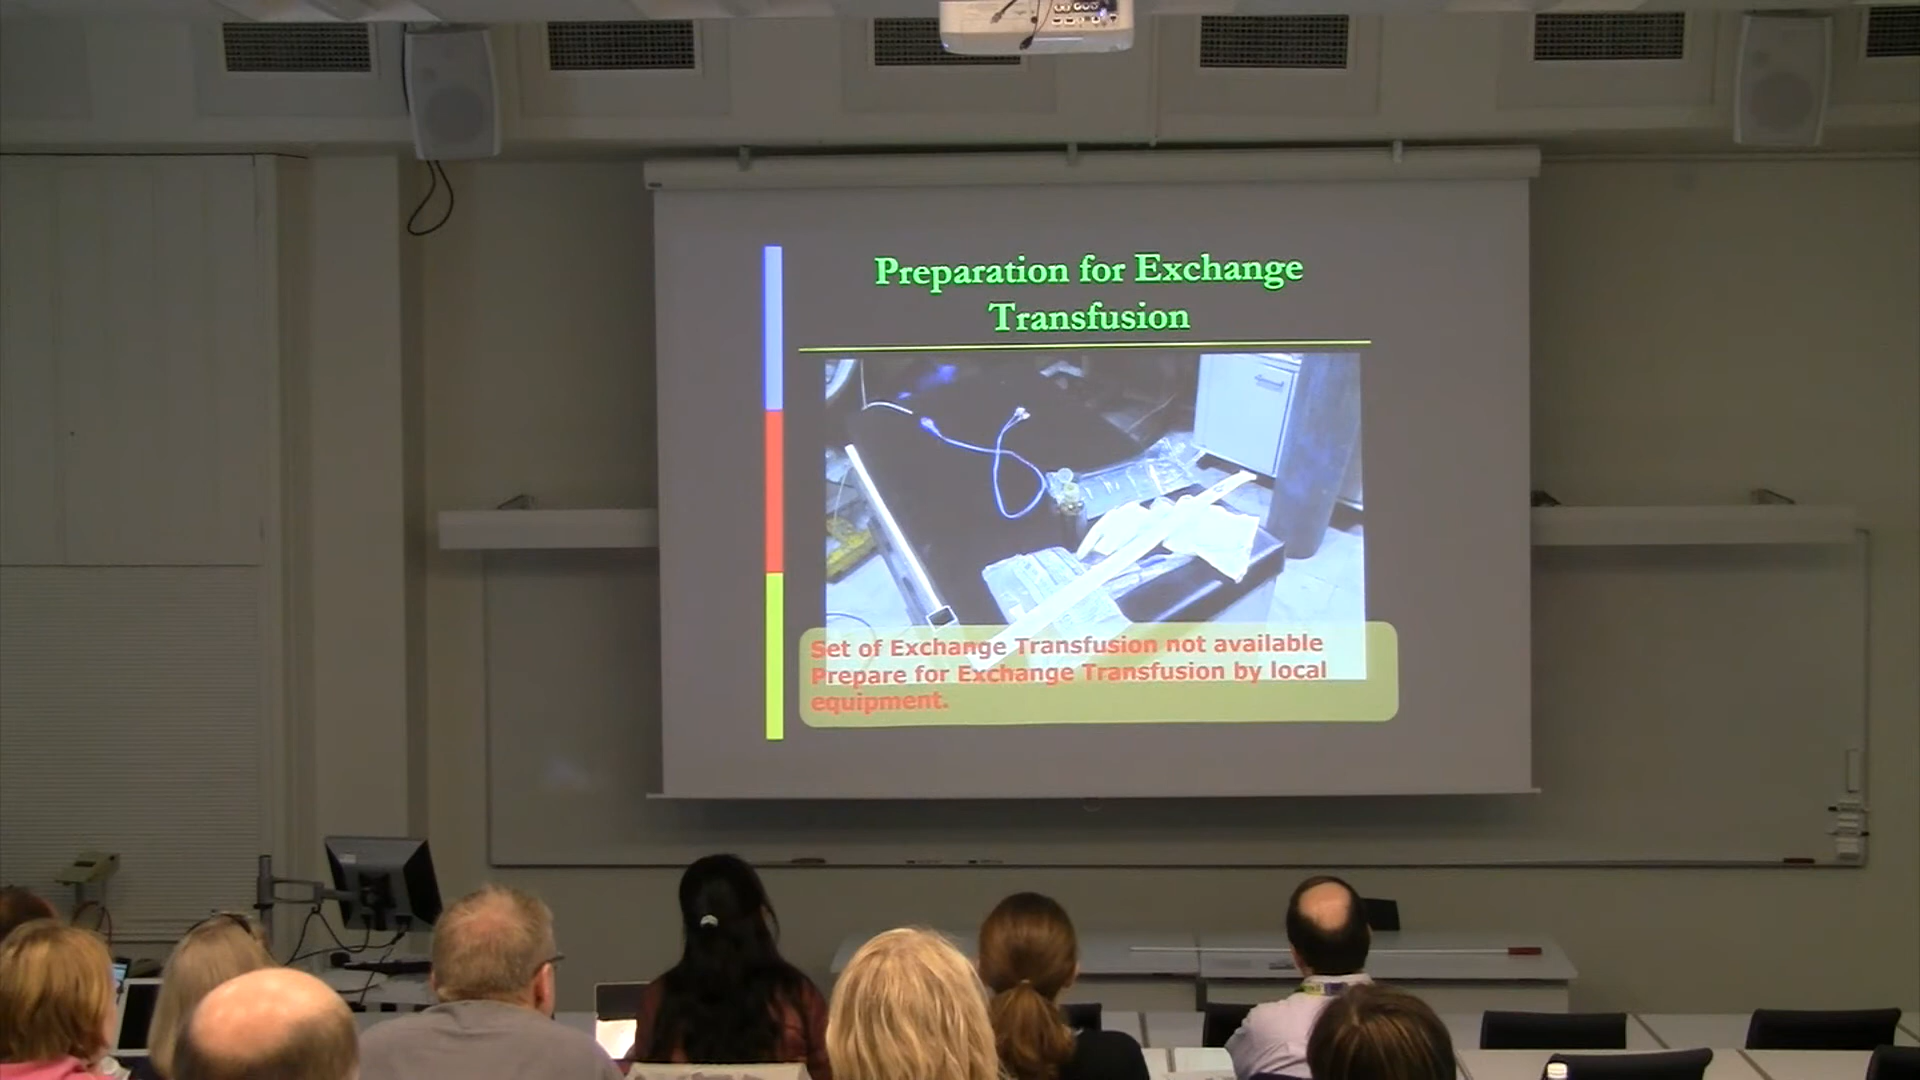 Preparation for Exchange
Transfusion
Set of Exchange Transfusion not available
Prepare for Exchange Transfusion by local
equipment.